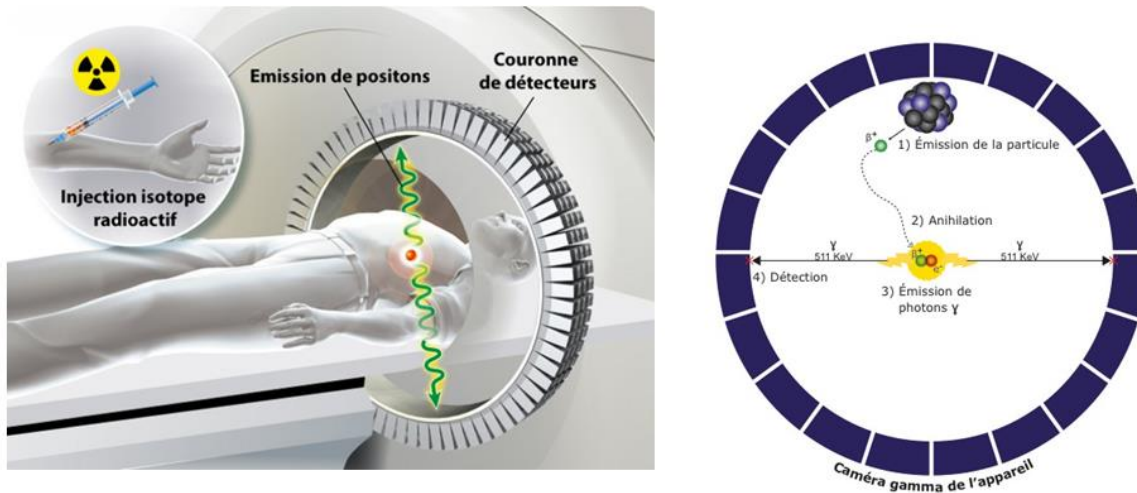 Emission de positons
Couronne
de détecteurs
Injection isotope
radioactif
β+
1) Émission de la particule
2) Anihilation
γ
511 KeV
γ
511 KeV
β+
e-
4) Détection
3) Émission de
photons γ
Caméra gamma de l'appareil